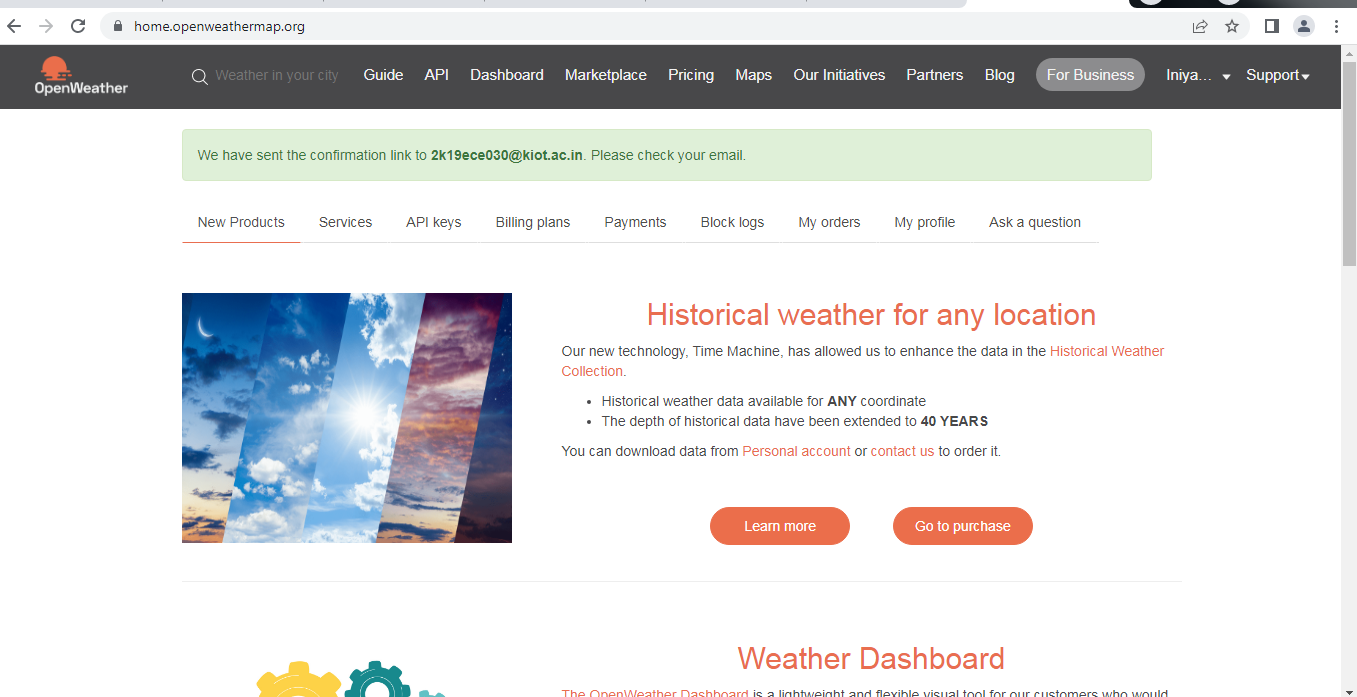 home.openweathermap.org
OpenWeather
Weather in your city Guide API Dashboard Marketplace Pricing Maps Our Initiatives Partners Blog For Business Iniya... Support
We have sent the confirmation link to 2k19ece030@kiot.ac.in. Please check your email.
New Products Services API keys Billing plans Payments Block logs My orders My profile Ask a question
Historical weather for any location
Our new technology, Time Machine, has allowed us to enhance the data in the Historical Weather
Collection.
• Historical weather data available for ANY coordinate
• The depth of historical data have been extended to 40 YEARS
You can download data from Personal account or contact us to order it.
Learn more Go to purchase
Weather Dashboard
The OpenWeather Dashboard is a lightweight and flexible visual tool for our customers who would